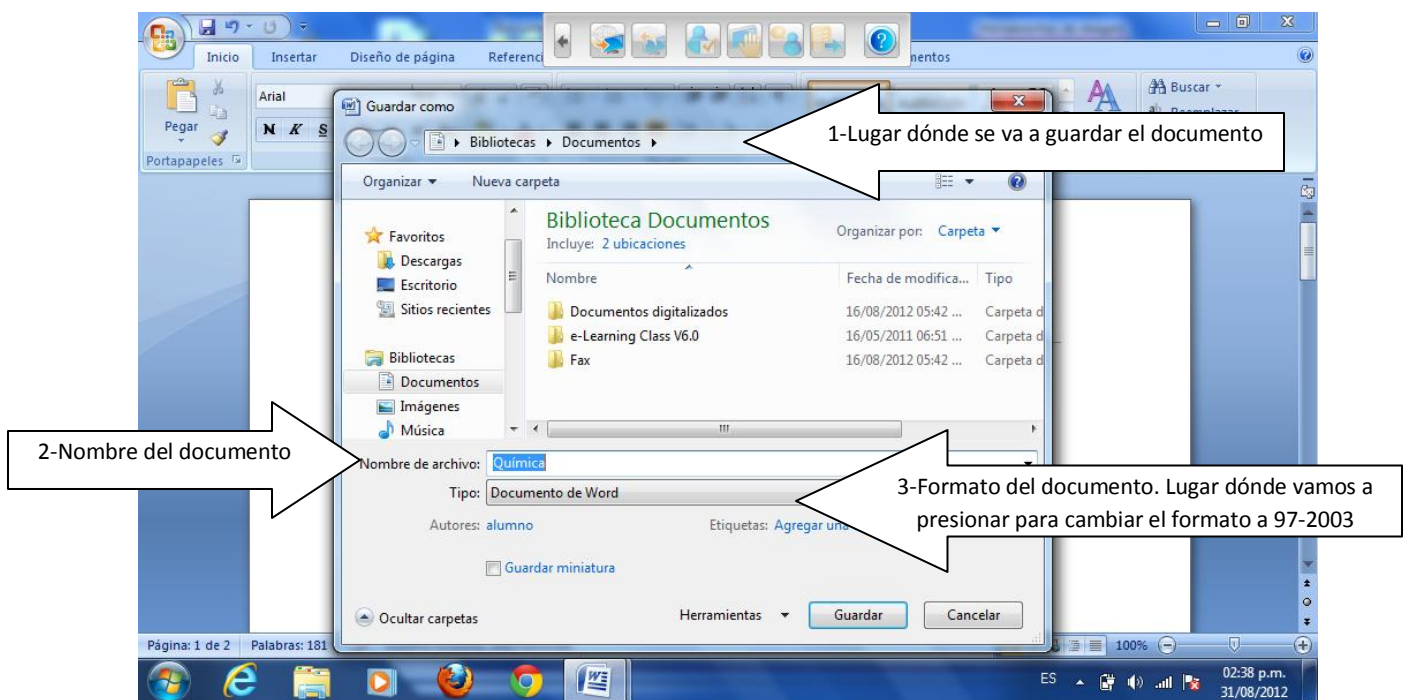 Inicio Insertar Diseño de página Referenci mentos
Pegar
Portapapeles
Arial
N K S
Buscar
Guardar como
Bibliotecas Documentos
1-Lugar dónde se va a guardar el documento
Organizar Nueva carpeta
Favoritos
Descargas
Escritorio
Sitios recientes
Bibliotecas
Documentos
Imágenes
Música
Biblioteca Documentos
Incluye: 2 ubicaciones
Organizar por: Carpeta
Nombre Fecha de modifica... Tipo
Documentos digitalizados 16/08/2012 05:42 ... Carpeta d
e-Learning Class V6.0 16/05/2011 06:51 ... Carpeta d
Fax 16/08/2012 05:42 ... Carpeta d
2-Nombre del documento
Nombre de archivo: Química
Tipo: Documento de Word
3-Formato del documento. Lugar dónde vamos a
presionar para cambiar el formato a 97-2003
Autores: alumno Etiquetas: Agregar una
Guardar miniatura
Ocultar carpetas Herramientas Guardar Cancelar
Página: 1 de 2 Palabras: 181 100%
ES 02:38 p.m.
31/08/2012